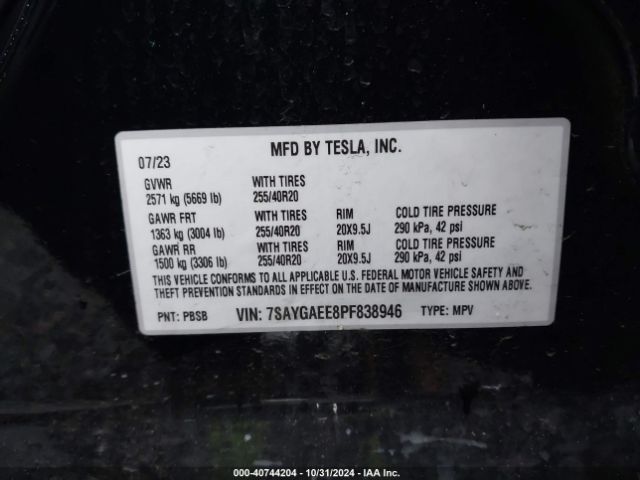 MFD BY TESLA, INC.
07/23
GVWR WITH TIRES
2571 kg (5669 lb) 255/40R20
GAWR FRT WITH TIRES RIM COLD TIRE PRESSURE
1363 kg (3004 lb) 255/40R20 20X9.5J 290 kPa, 42 psi
GAWR RR WITH TIRES RIM COLD TIRE PRESSURE
1500 kg (3306 lb) 255/40R20 20X9.5J 290 kPa, 42 psi
THIS VEHICLE CONFORMS TO ALL APPLICABLE U.S. FEDERAL MOTOR VEHICLE SAFETY AND
THEFT PREVENTION STANDARDS IN EFFECT ON THE DATE OF MANUFACTURE SHOWN ABOVE.
PNT: PBSB VIN: 7SAYGAEE8PF838946 TYPE: MPV
000-40744204 - 10/31/2024 - IAA Inc.